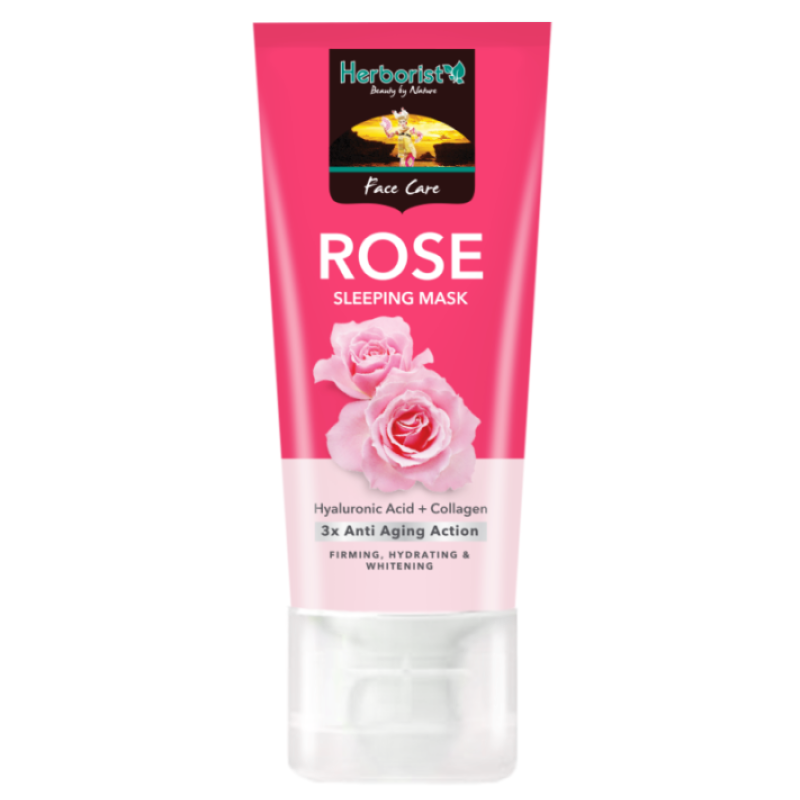 Herborist
Beauty by Nature
Face Care
ROSE
SLEEPING MASK
Hyaluronic Acid + Collagen
3x Anti Aging Action
FIRMING, HYDRATING &
WHITENING